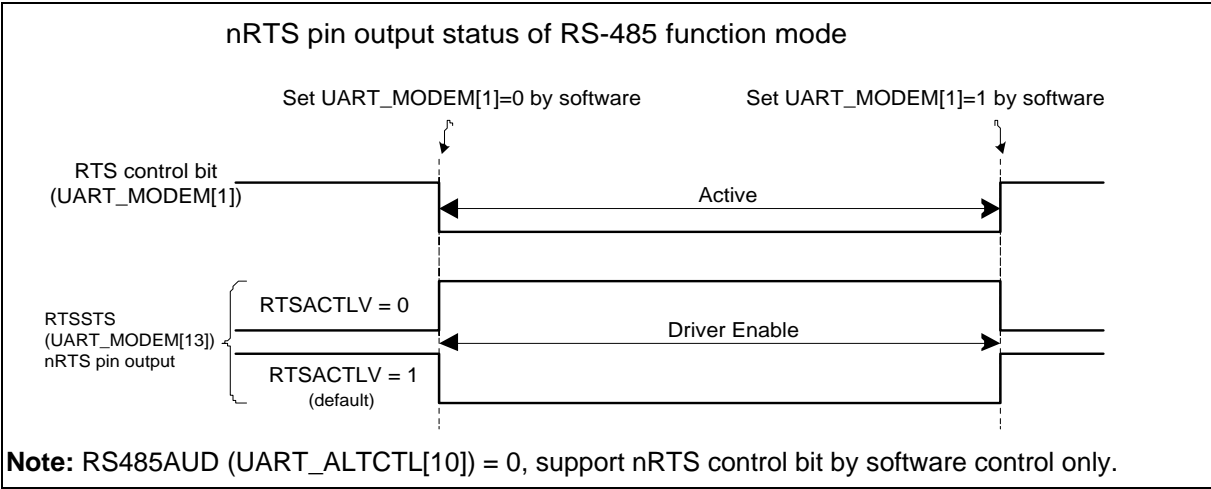 nRTS pin output status of RS-485 function mode
Set UART_MODEM[1]=0 by software
Set UART_MODEM[1]=1 by software
RTS control bit
(UART_MODEM[1])
Active
RTSACTLV = 0
RTSSTS
(UART_MODEM[13])
nRTS pin output
Driver Enable
RTSACTLV = 1
(default)
Note: RS485AUD (UART_ALTCTL[10]) = 0, support nRTS control bit by software control only.